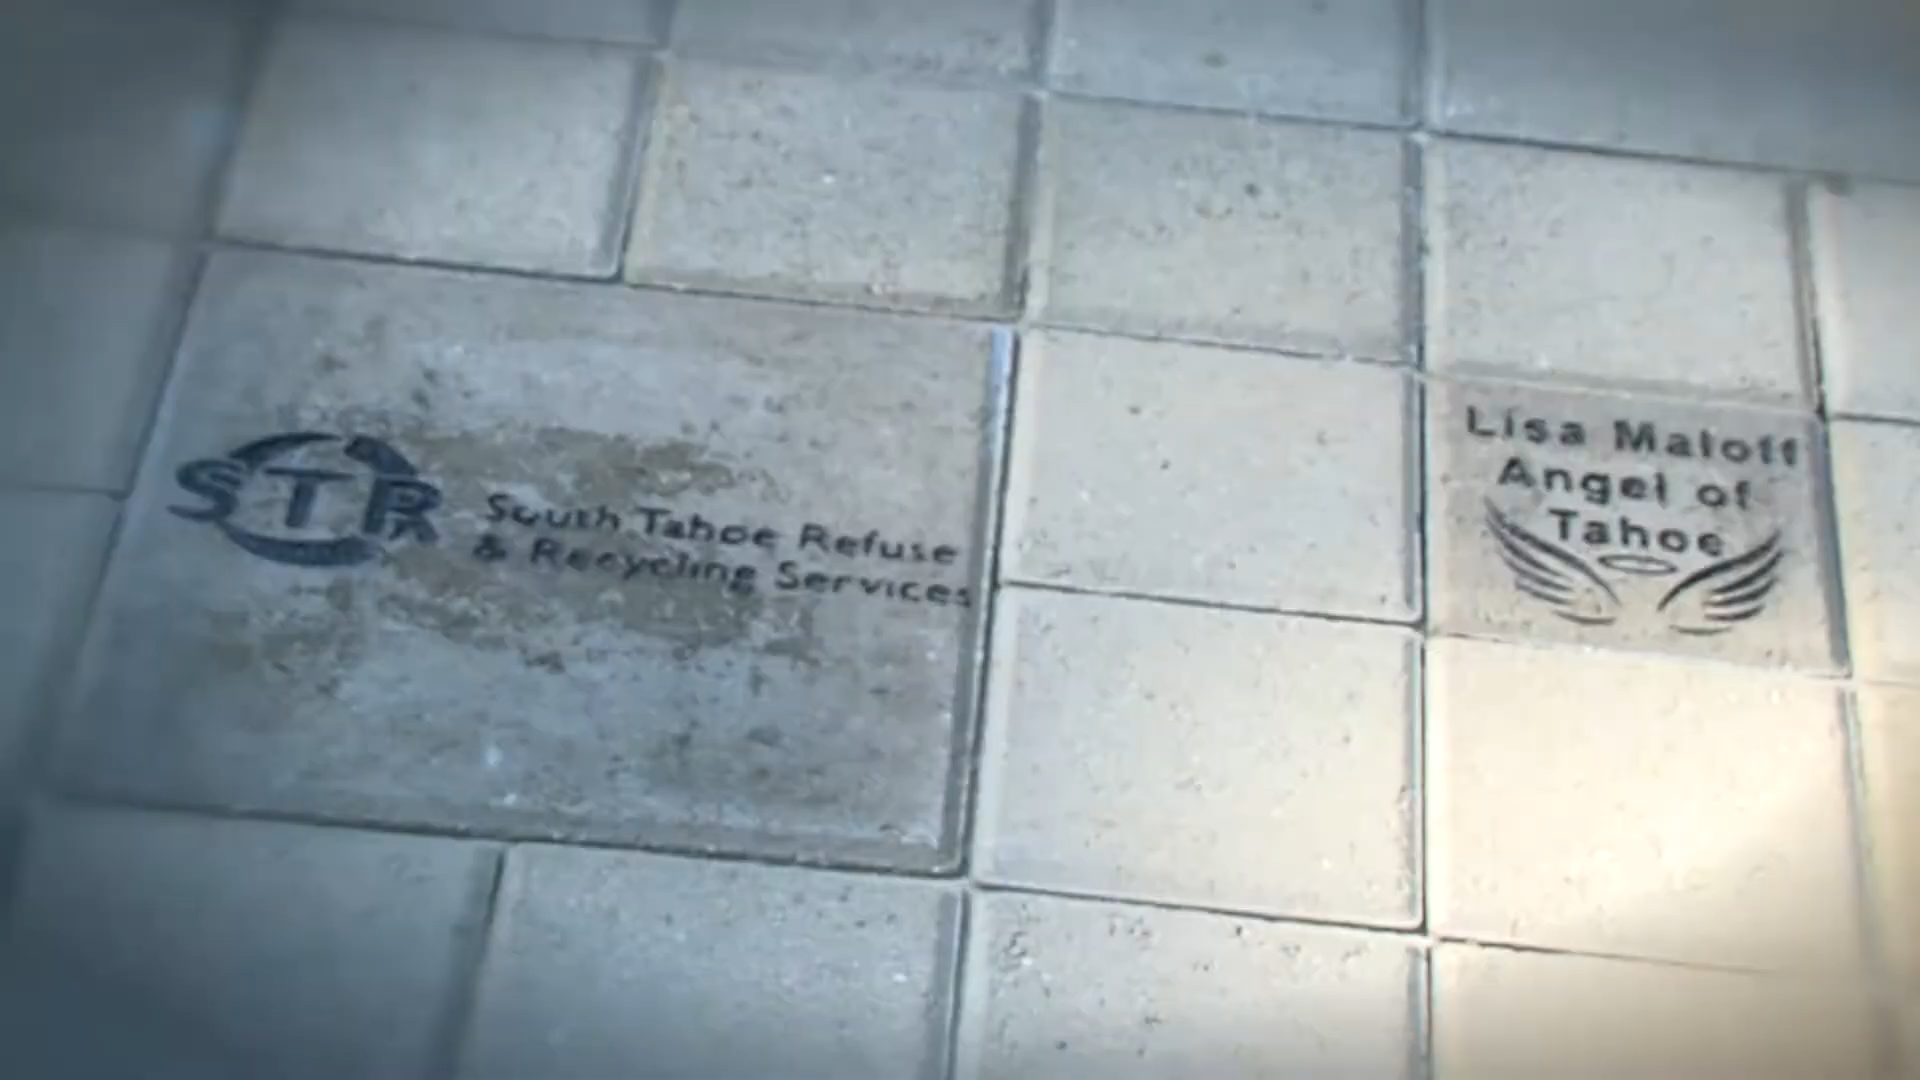 STR
South Tahoe Refuse
& Recycling Services
Lisa Maloff
Angel of
Tahoe